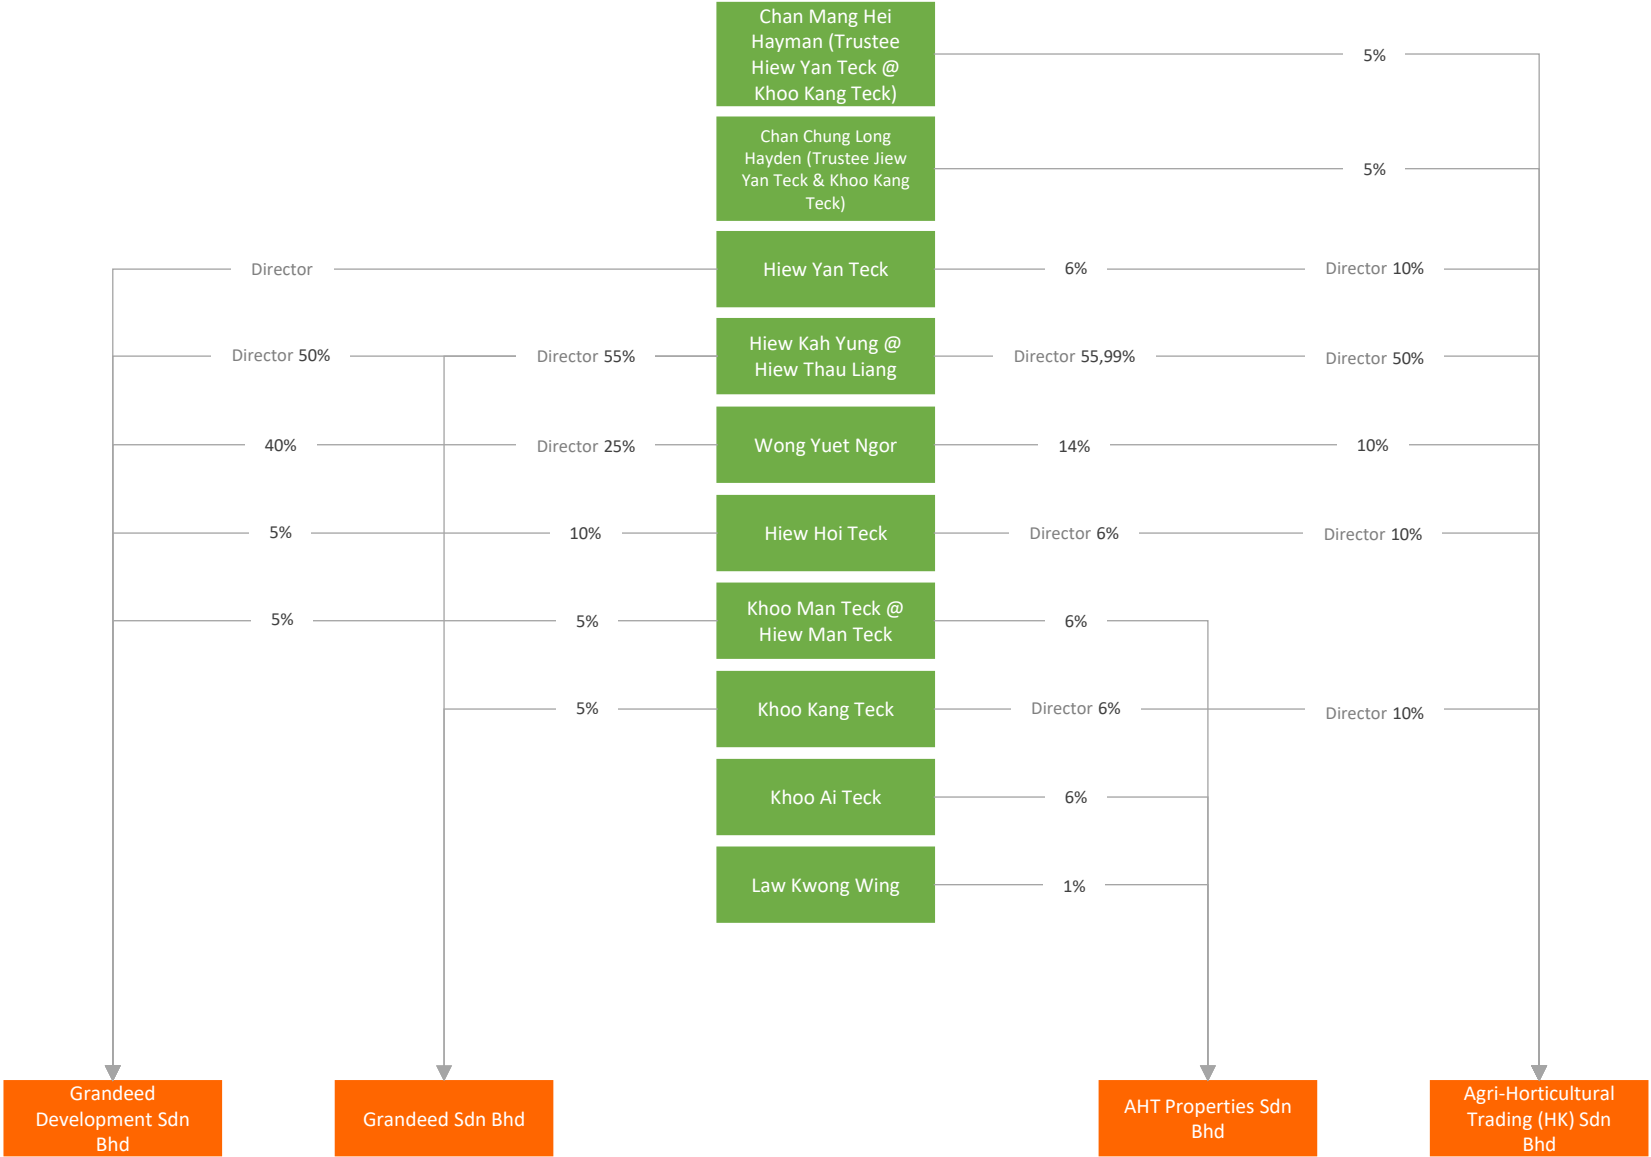 Chan Mang Hei
Hayman (Trustee
Hiew Yan Teck @
Khoo Kang Teck)
5%
Chan Chung Long
Hayden (Trustee Jiew
Yan Teck & Khoo Kang
Teck)
5%
Director
Hiew Yan Teck
6%
Director 10%
Director 50%
Director 55%
Hiew Kah Yung @
Hiew Thau Liang
Director 55,99%
Director 50%
40%
Director 25%
Wong Yuet Ngor
14%
10%
5%
10%
Hiew Hoi Teck
Director 6%
Director 10%
5%
5%
Khoo Man Teck @
Hiew Man Teck
6%
5%
Khoo Kang Teck
Director 6%
Director 10%
Khoo Ai Teck
6%
Law Kwong Wing
1%
Grandeed
Development Sdn
Bhd
Grandeed Sdn Bhd
AHT Properties Sdn
Bhd
Agri-Horticultural
Trading (HK) Sdn
Bhd